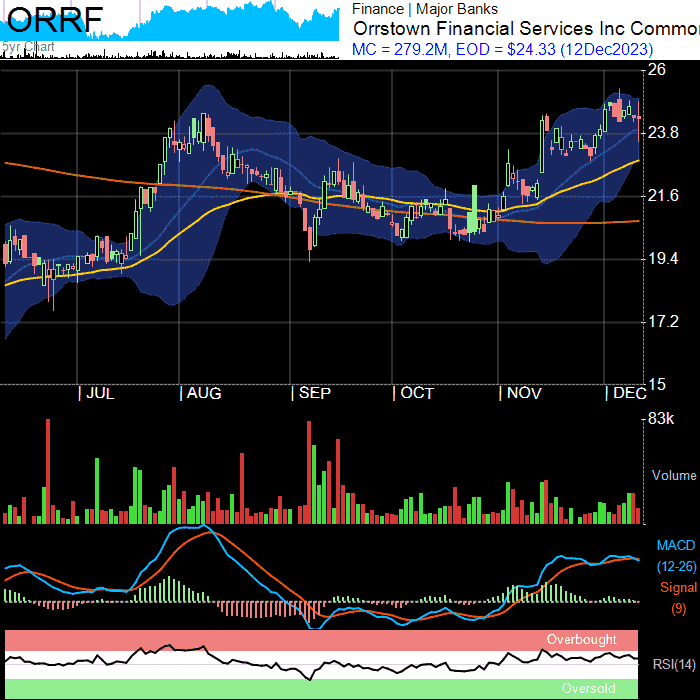 ORRF
5yr Chart
Finance | Major Banks
Orrstown Financial Services Inc Common
MC = 279.2M, EOD = $24.33 (12Dec2023)
26
23.8
21.6
19.4
17.2
15
| JUL | AUG | SEP | OCT | NOV | DEC
83k
Volume
MACD
(12-26)
Signal
(9)
Overbought
RSI(14)
Oversold